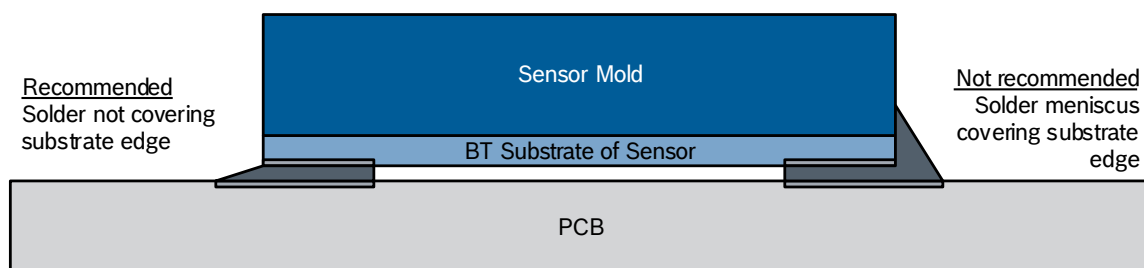 Recommended
Solder not covering
substrate edge
Sensor Mold
BT Substrate of Sensor
PCB
Not recommended
Solder meniscus
covering substrate
edge